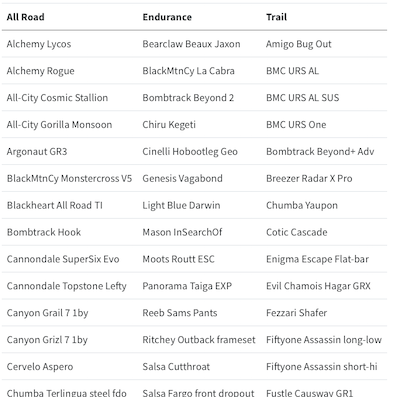 All Road Endurance Trail
Alchemy Lycos Bearclaw Beaux Jaxon Amigo Bug Out
Alchemy Rogue BlackMtnCy La Cabra BMC URS AL
All-City Cosmic Stallion Bombtrack Beyond 2 BMC URS AL SUS
All-City Gorilla Monsoon Chiru Kegeti BMC URS One
Argonaut GR3 Cinelli Hobootleg Geo Bombtrack Beyond+ Adv
BlackMtnCy Monstercross V5 Genesis Vagabond Breezer Radar X Pro
Blackheart All Road TI Light Blue Darwin Chumba Yaupon
Bombtrack Hook Mason InSearchOf Cotic Cascade
Cannondale SuperSix Evo Moots Routt ESC Enigma Escape Flat-bar
Cannondale Topstone Lefty Panorama Taiga EXP Evil Chamois Hagar GRX
Canyon Grail 7 1by Reeb Sams Pants Fezzari Shafer
Canyon Grizl 7 1by Ritchey Outback frameset Fiftyone Assassin long-low
Cervelo Aspero Salsa Cutthroat Fiftyone Assassin short-hi
Chumba Terlingua steel fdo Salsa Fargo front dropout Fustle Causway GR1